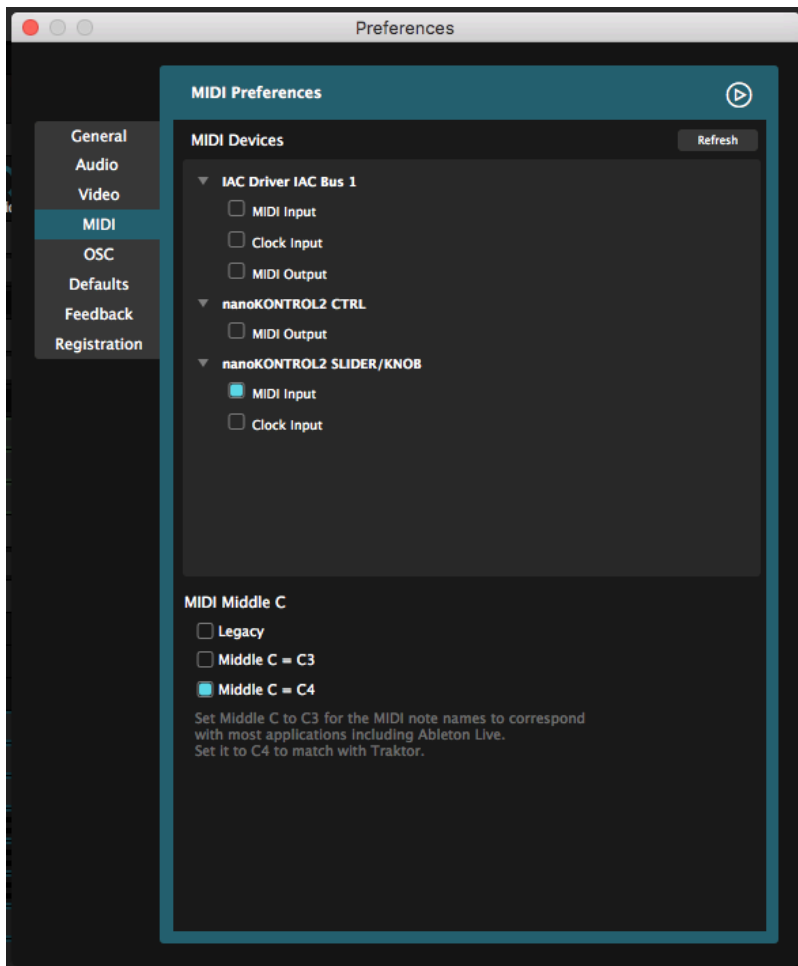 Preferences
MIDI Preferences
General
Audio
Video
MIDI
OSC
Defaults
Feedback
Registration
MIDI Devices
Refresh
IAC Driver IAC Bus 1
MIDI Input
Clock Input
MIDI Output
nanoKONTROL2 CTRL
MIDI Output
nanoKONTROL2 SLIDER/KNOB
MIDI Input
Clock Input
MIDI Middle C
Legacy
Middle C = C3
Middle C = C4
Set Middle C to C3 for the MIDI note names to correspond
with most applications including Ableton Live.
Set it to C4 to match with Traktor.